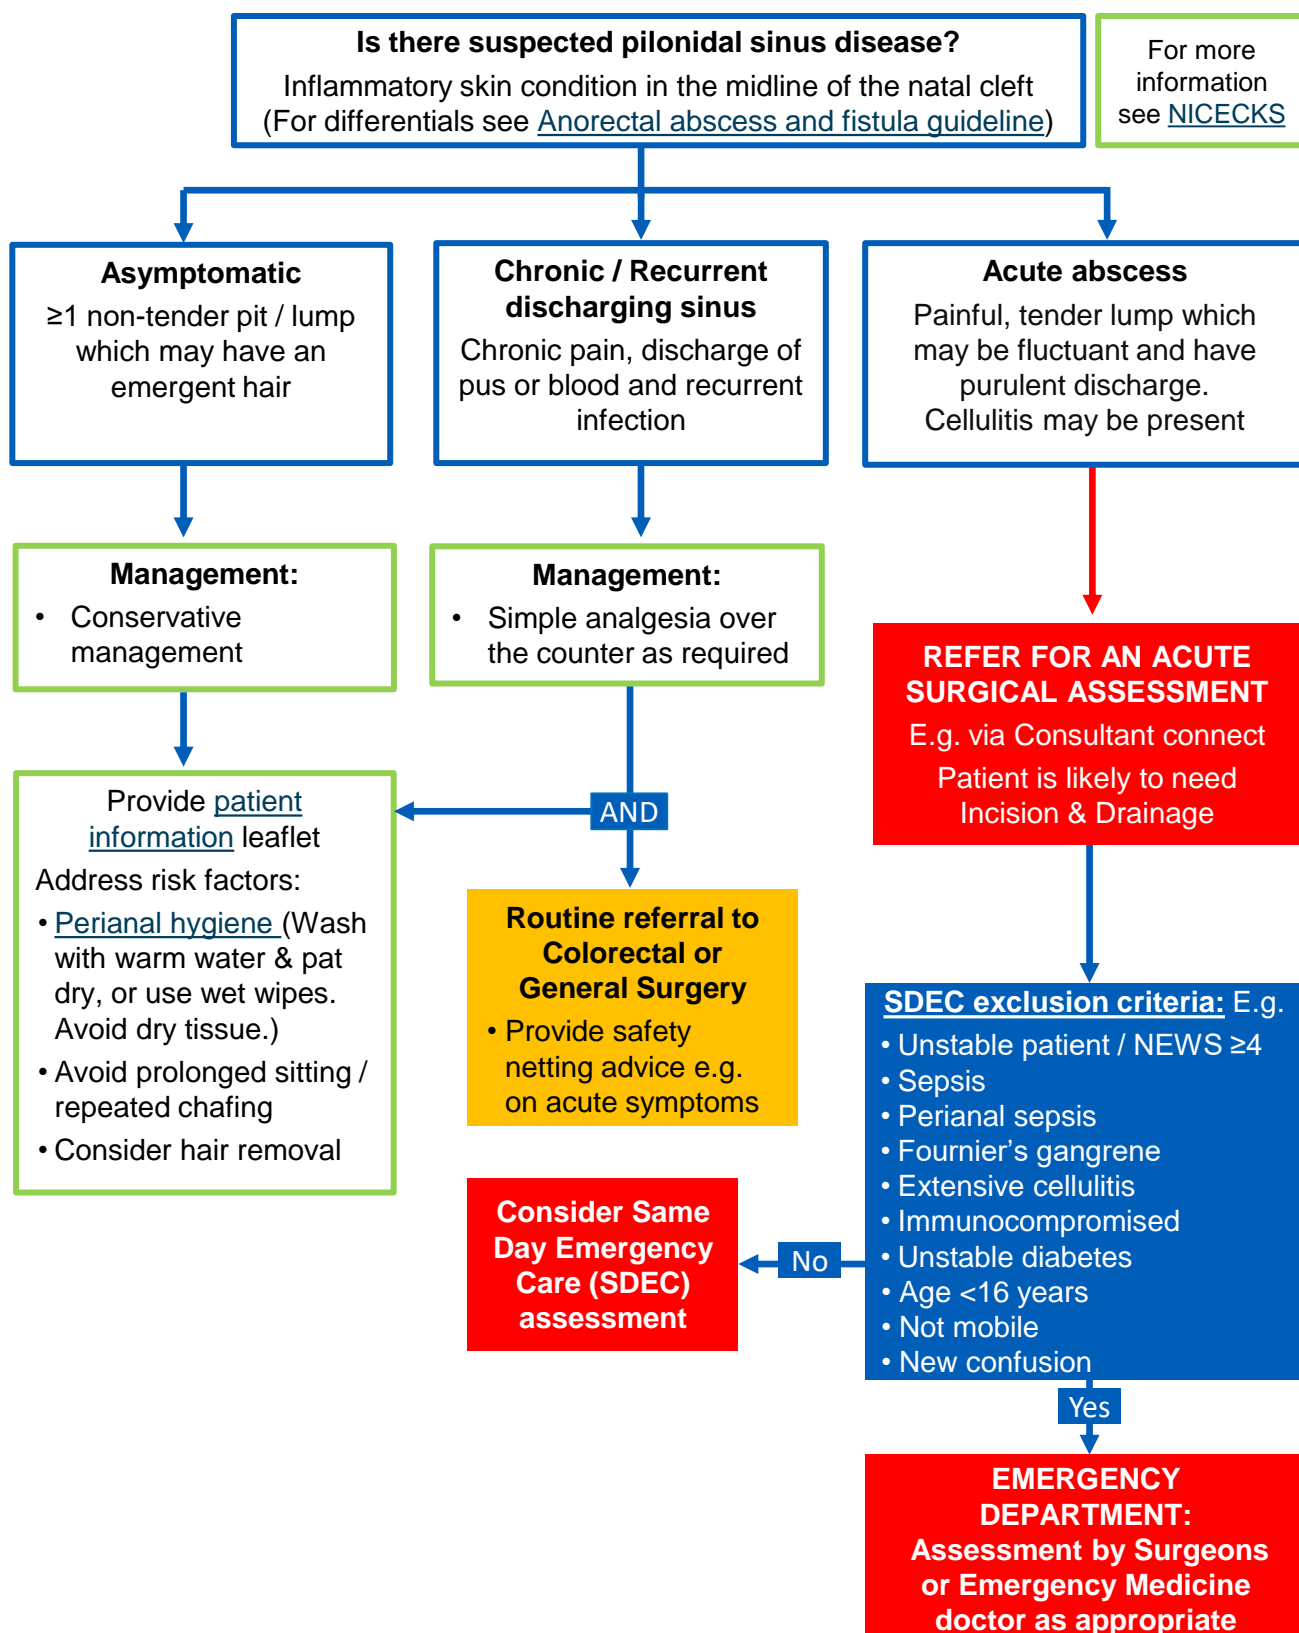 Is there suspected pilonidal sinus disease?
Inflammatory skin condition in the midline of the natal cleft
(For differentials see Anorectal abscess and fistula guideline)
For more
information
see NICECKS
Asymptomatic
≥1 non-tender pit / lump
which may have an
emergent hair
Chronic / Recurrent
discharging sinus
Chronic pain, discharge of
pus or blood and recurrent
infection
Acute abscess
Painful, tender lump which
may be fluctuant and have
purulent discharge.
Cellulitis may be present
Management:
• Conservative
management
Management:
• Simple analgesia over
the counter as required
REFER FOR AN ACUTE
SURGICAL ASSESSMENT
E.g. via Consultant connect
Patient is likely to need
Incision & Drainage
Provide patient
information leaflet
Address risk factors:
• Perianal hygiene (Wash
with warm water & pat
dry, or use wet wipes.
Avoid dry tissue.)
• Avoid prolonged sitting /
repeated chafing
• Consider hair removal
AND
Routine referral to
Colorectal or
General Surgery
• Provide safety
netting advice e.g.
on acute symptoms
SDEC exclusion criteria: E.g.
• Unstable patient / NEWS ≥4
• Sepsis
• Perianal sepsis
• Fournier's gangrene
• Extensive cellulitis
• Immunocompromised
• Unstable diabetes
• Age <16 years
• Not mobile
• New confusion
No
Consider Same
Day Emergency
Care (SDEC)
assessment
Yes
EMERGENCY
DEPARTMENT:
Assessment by Surgeons
or Emergency Medicine
doctor as appropriate